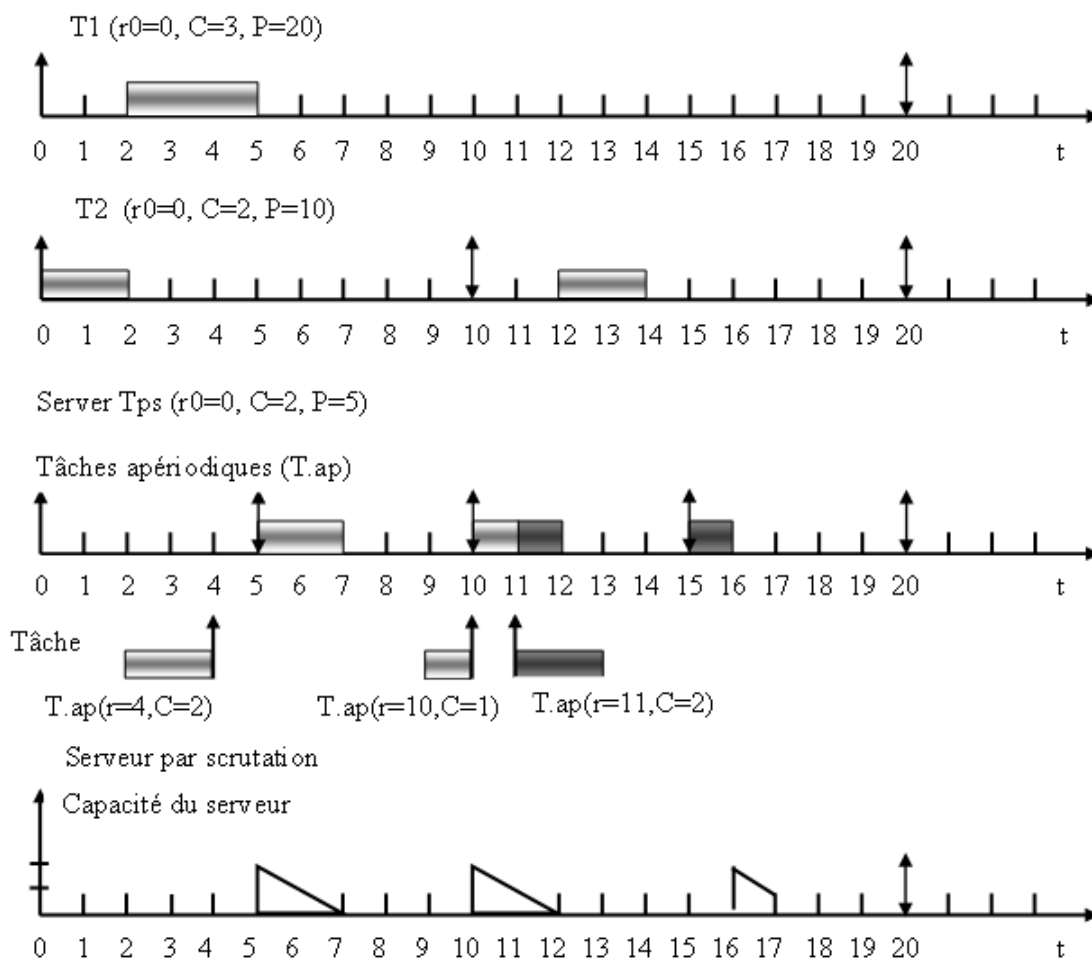 T1 (r0=0, C=3, P=20)
0 1 2 3 4 5 6 7 8 9 10 11 12 13 14 15 16 17 18 19 20 t
T2 (r0=0, C=2, P=10)
0 1 2 3 4 5 6 7 8 9 10 11 12 13 14 15 16 17 18 19 20 t
Server Tps (r0=0, C=2, P=5)
Tâches apériodiques (T.ap)
0 1 2 3 4 5 6 7 8 9 10 11 12 13 14 15 16 17 18 19 20 t
Tâche
T.ap(r=4,C=2) T.ap(r=10,C=1) T.ap(r=11,C=2)
Serveur par scrutation
Capacité du serveur
0 1 2 3 4 5 6 7 8 9 10 11 12 13 14 15 16 17 18 19 20 t